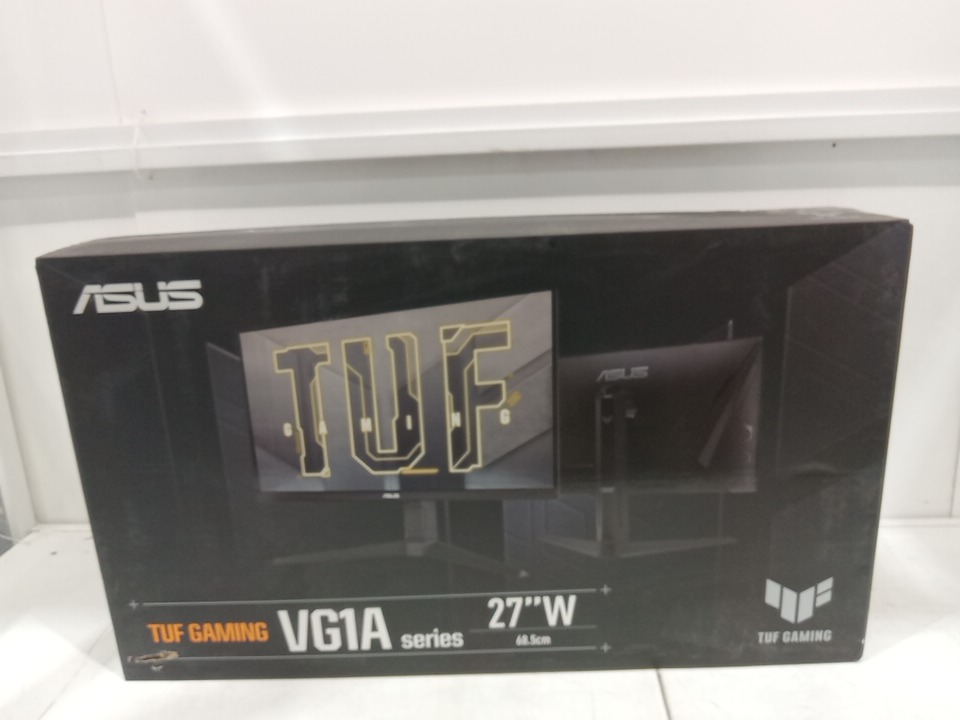 ASUS
TUF
GAMING
ASUS
TUF GAMING VG1A series 27"W
68.5cm
TUF GAMING